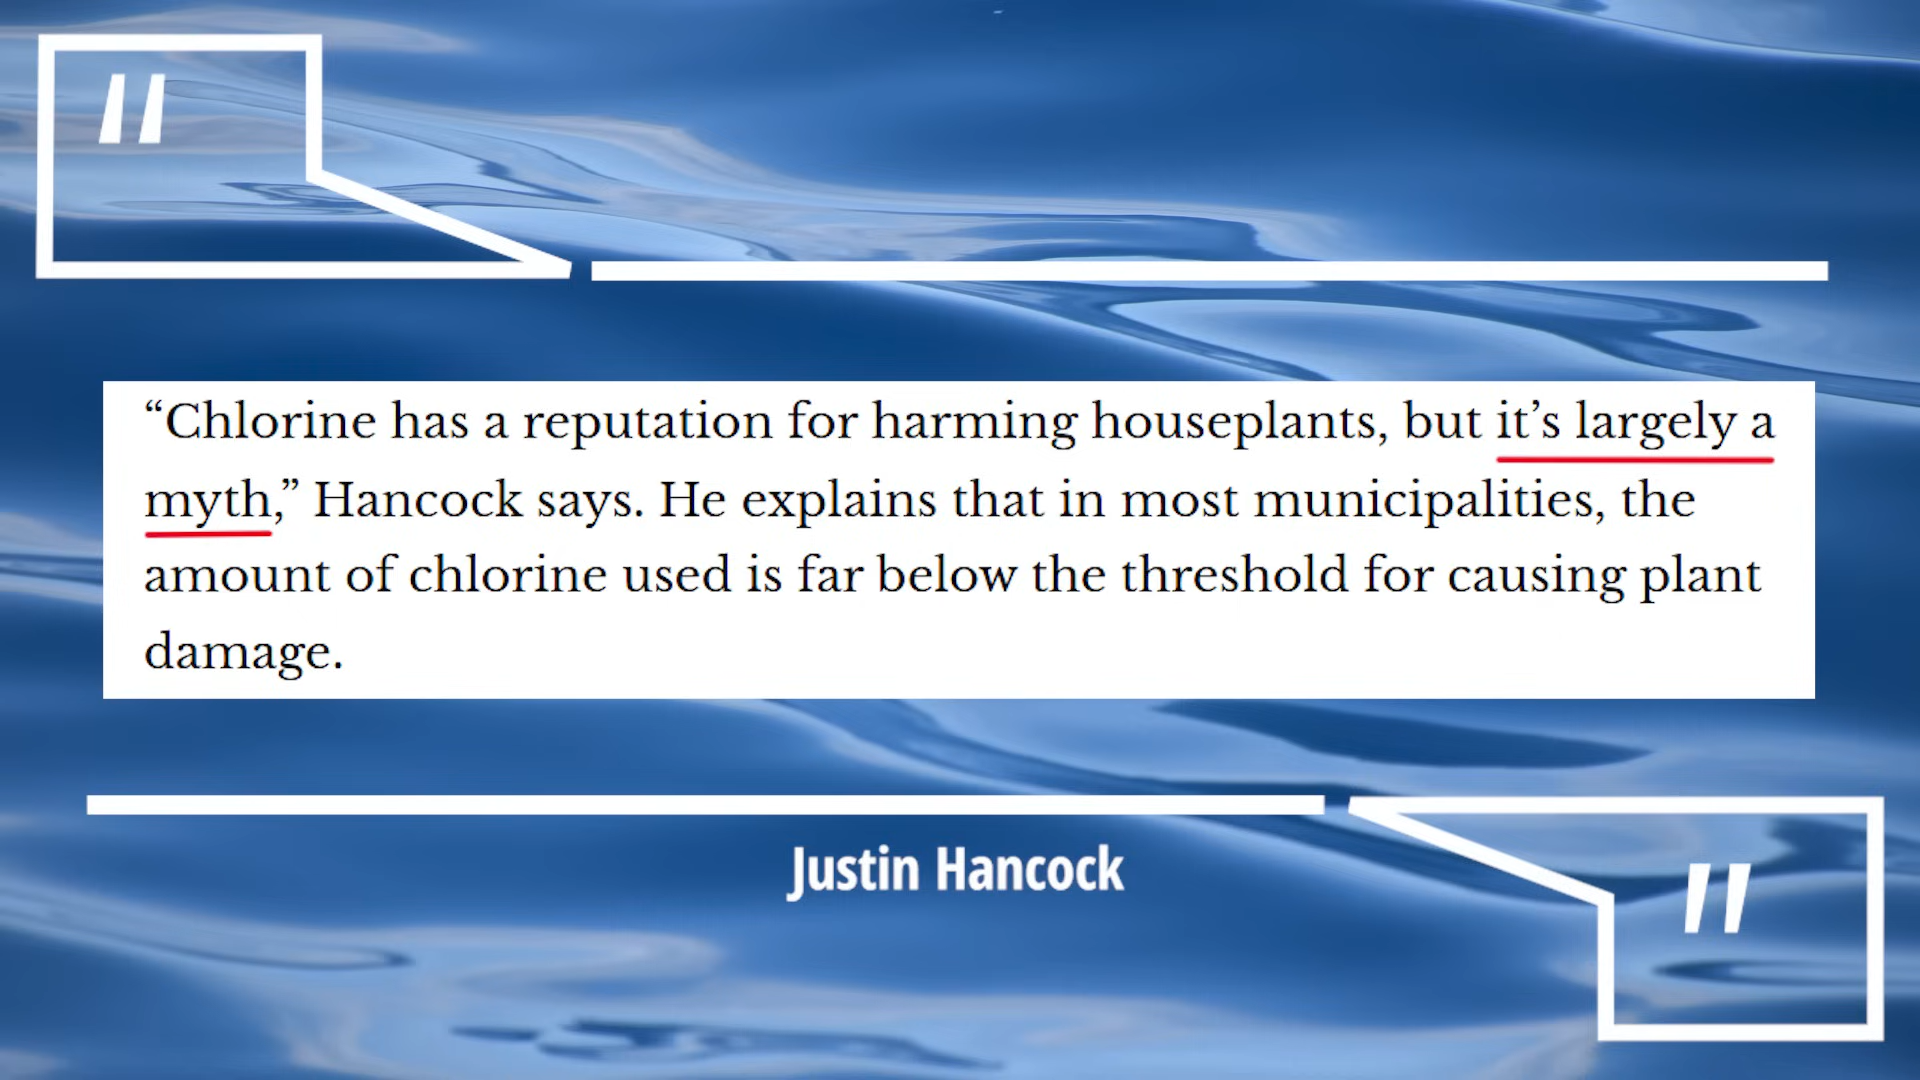 "
“Chlorine has a reputation for harming houseplants, but it’s largely a
myth,” Hancock says. He explains that in most municipalities, the
amount of chlorine used is far below the threshold for causing plant
damage.
Justin Hancock
"